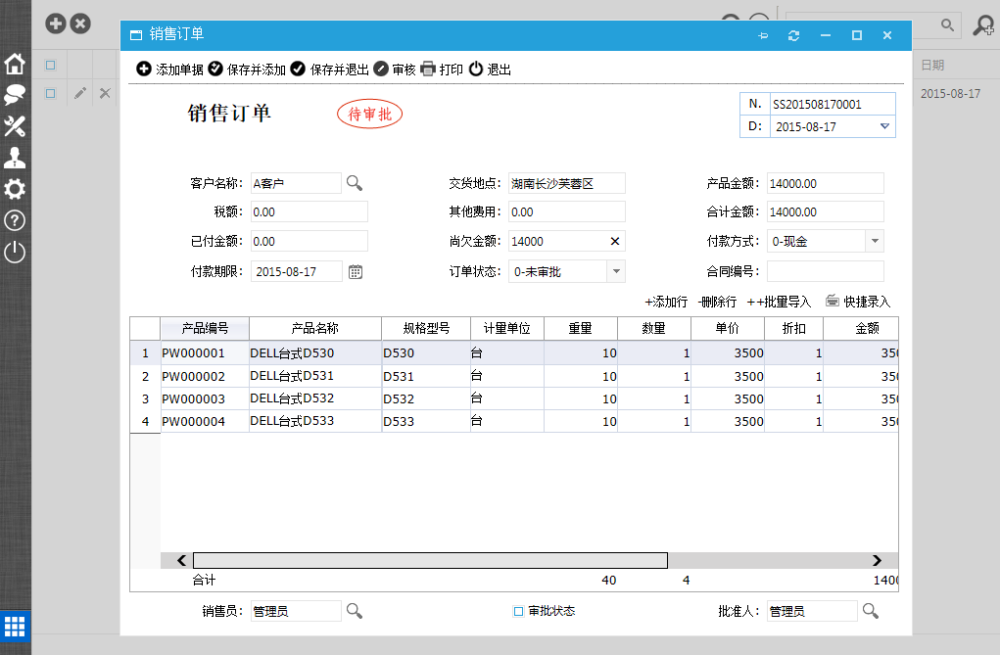 销售订单
添加单据 保存并添加 保存并退出 审核 打印 退出
销售订单 待审批
N. SS201508170001
D: 2015-08-17
日期
2015-08-17
客户名称: A客户 交货地点: 湖南长沙芙蓉区 产品金额: 14000.00
税额: 0.00 其他费用: 0.00 合计金额: 14000.00
已付金额: 0.00 尚欠金额: 14000 付款方式: 0-现金
付款期限: 2015-08-17 订单状态: 0-未审批 合同编号:
+添加行 -删除行 ++批量导入 快捷录入
产品编号 产品名称 规格型号 计量单位 重量 数量 单价 折扣 金额
1 PW000001 DELL台式D530 D530 台 10 1 3500 1 350
2 PW000002 DELL台式D531 D531 台 10 1 3500 1 350
3 PW000003 DELL台式D532 D532 台 10 1 3500 1 350
4 PW000004 DELL台式D533 D533 台 10 1 3500 1 350
合计 40 4 1400
销售员: 管理员 审批状态 批准人: 管理员